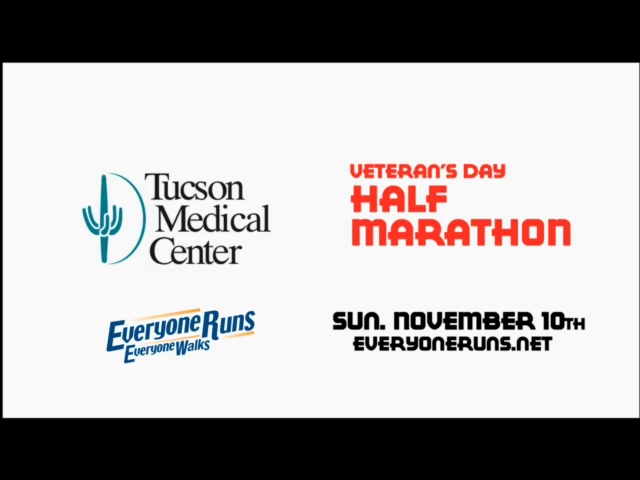 Tucson
Medical
Center
VETERAN'S DAY
HALF
MARATHON
EveryoneRuns
EveryoneWalks
SUN. NOVEMBER 10TH
EVERYONERUNS.NET